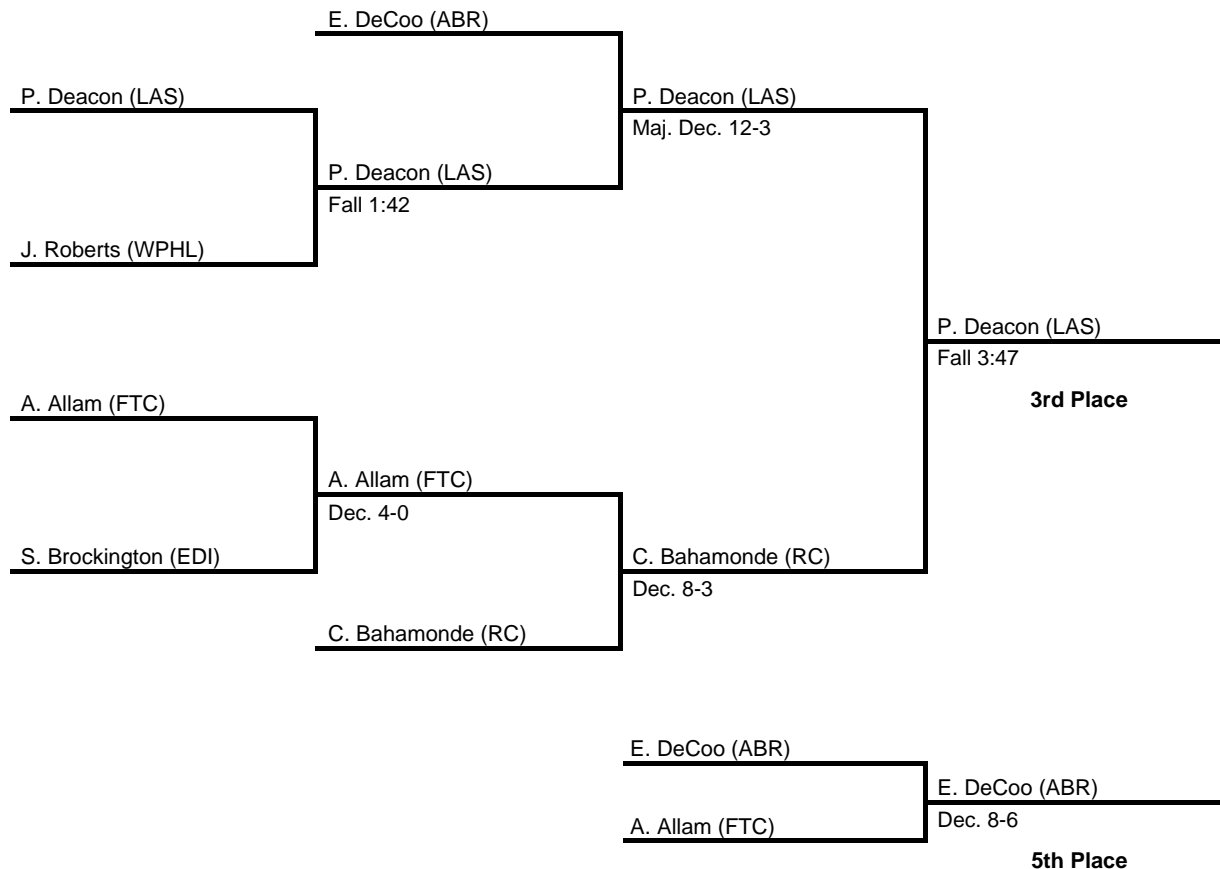 E. DeCoo (ABR)
P. Deacon (LAS)
P. Deacon (LAS)
Maj. Dec. 12-3
P. Deacon (LAS)
Fall 1:42
J. Roberts (WPHL)
P. Deacon (LAS)
Fall 3:47
3rd Place
A. Allam (FTC)
A. Allam (FTC)
Dec. 4-0
S. Brockington (EDI)
C. Bahamonde (RC)
Dec. 8-3
C. Bahamonde (RC)
E. DeCoo (ABR)
E. DeCoo (ABR)
Dec. 8-6
A. Allam (FTC)
5th Place